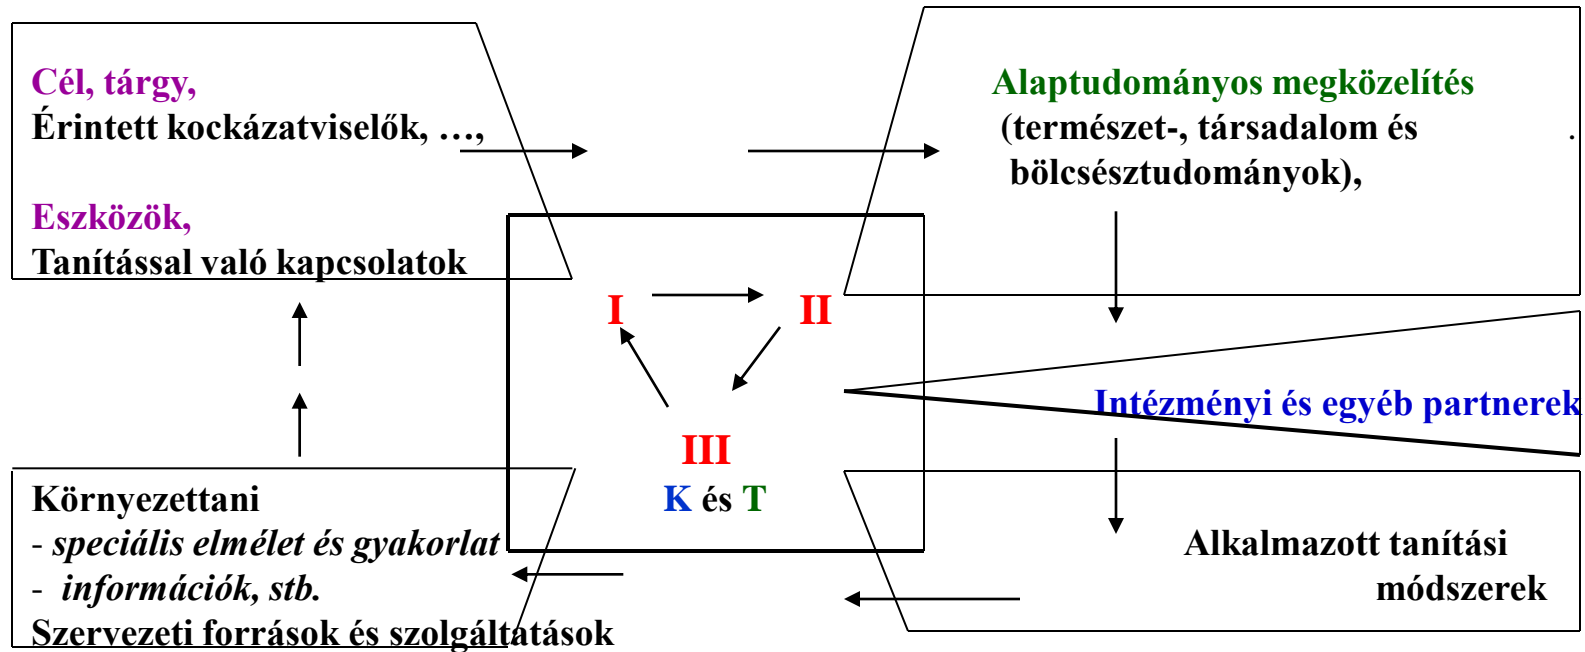 Cél, tárgy,
Érintett kockázatviselők, …,
Eszközök,
Tanítással való kapcsolatok
Alaptudományos megközelítés
(természet-, társadalom és
.
bölcsésztudományok),
I
II
III
K és T
Intézményi és egyéb partnerek
Környezettani
- speciális elmélet és gyakorlat
- információk, stb.
Szervezeti források és szolgáltatások
Alkalmazott tanítási
módszerek